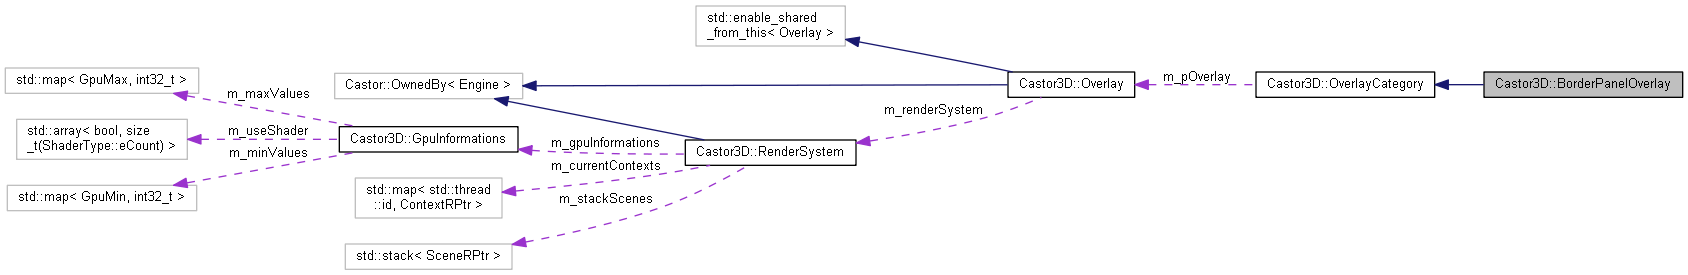 std::enable_shared
_from_this< Overlay >
std::map< GpuMax, int32_t >
Castor::OwnedBy< Engine >
m_maxValues
Castor3D::Overlay
m_pOverlay
Castor3D::OverlayCategory
Castor3D::BorderPanelOverlay
m_renderSystem
std::array< bool, size
_t(ShaderType::eCount) >
m_useShader
Castor3D::GpuInformations
m_gpuInformations
Castor3D::RenderSystem
m_minValues
m_currentContexts
std::map< GpuMin, int32_t >
std::map< std::thread
::id, ContextRPtr >
m_stackScenes
std::stack< SceneRPtr >